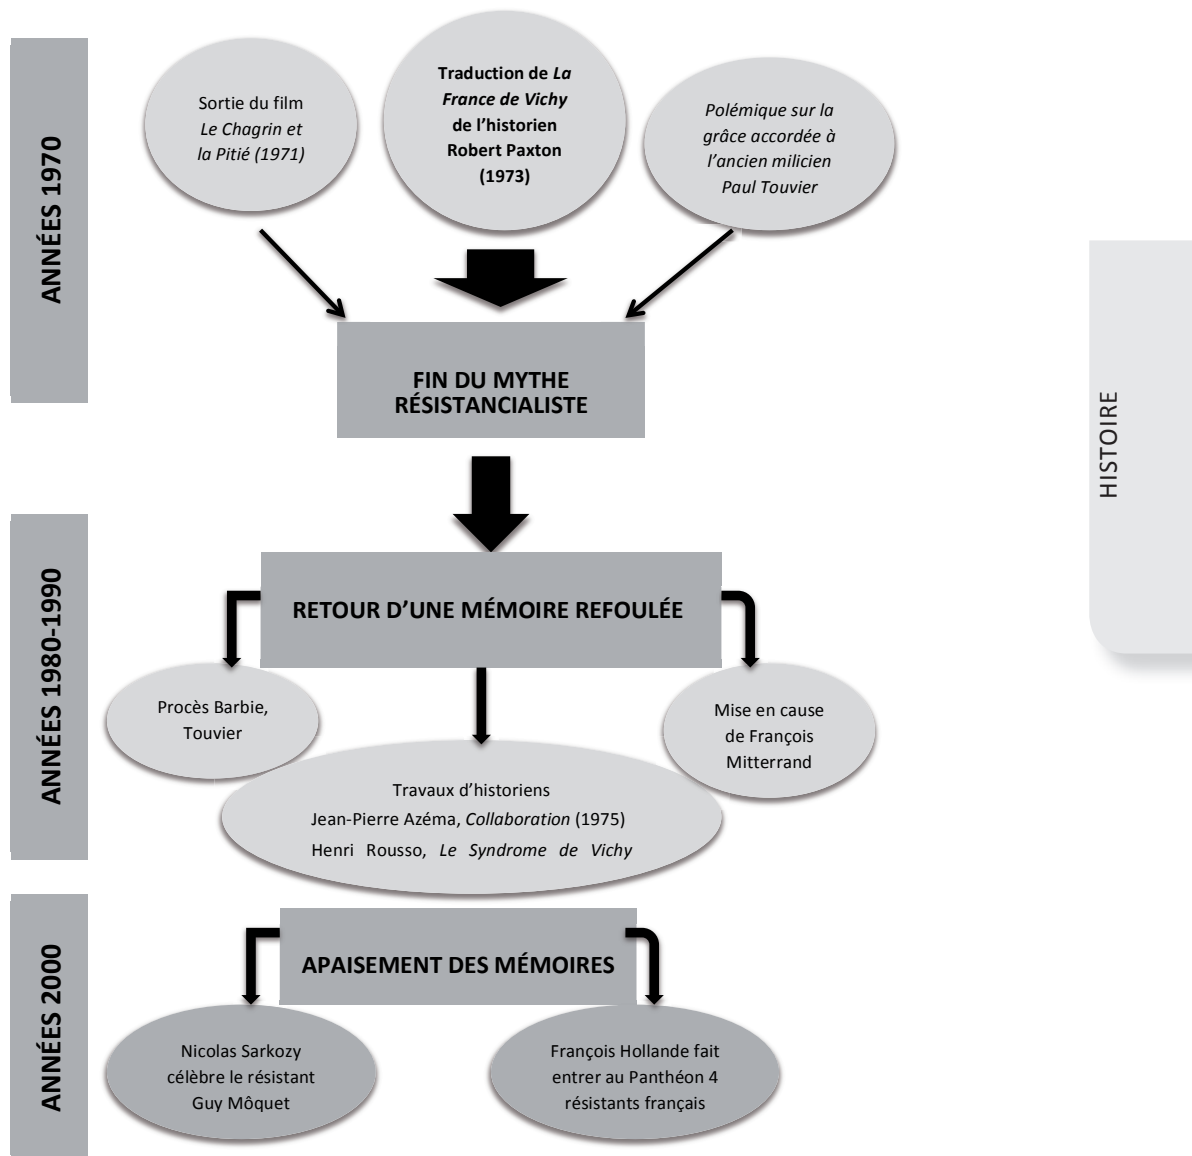 ANNÉES 1970
Sortie du film
Le Chagrin et
la Pitié (1971)
Traduction de La
France de Vichy
de l'historien
Robert Paxton
(1973)
Polémique sur la
grâce accordée à
l'ancien milicien
Paul Touvier
FIN DU MYTHE
RÉSISTANCIALISTE
HISTOIRE
ANNÉES 1980-1990
RETOUR D'UNE MÉMOIRE REFOULÉE
Procès Barbie,
Touvier
Mise en cause
de François
Mitterrand
Travaux d'historiens
Jean-Pierre Azéma, Collaboration (1975)
Henri Rousso, Le Syndrome de Vichy
ANNÉES 2000
APAISEMENT DES MÉMOIRES
Nicolas Sarkozy
célèbre le résistant
Guy Môquet
François Hollande fait
entrer au Panthéon 4
résistants français